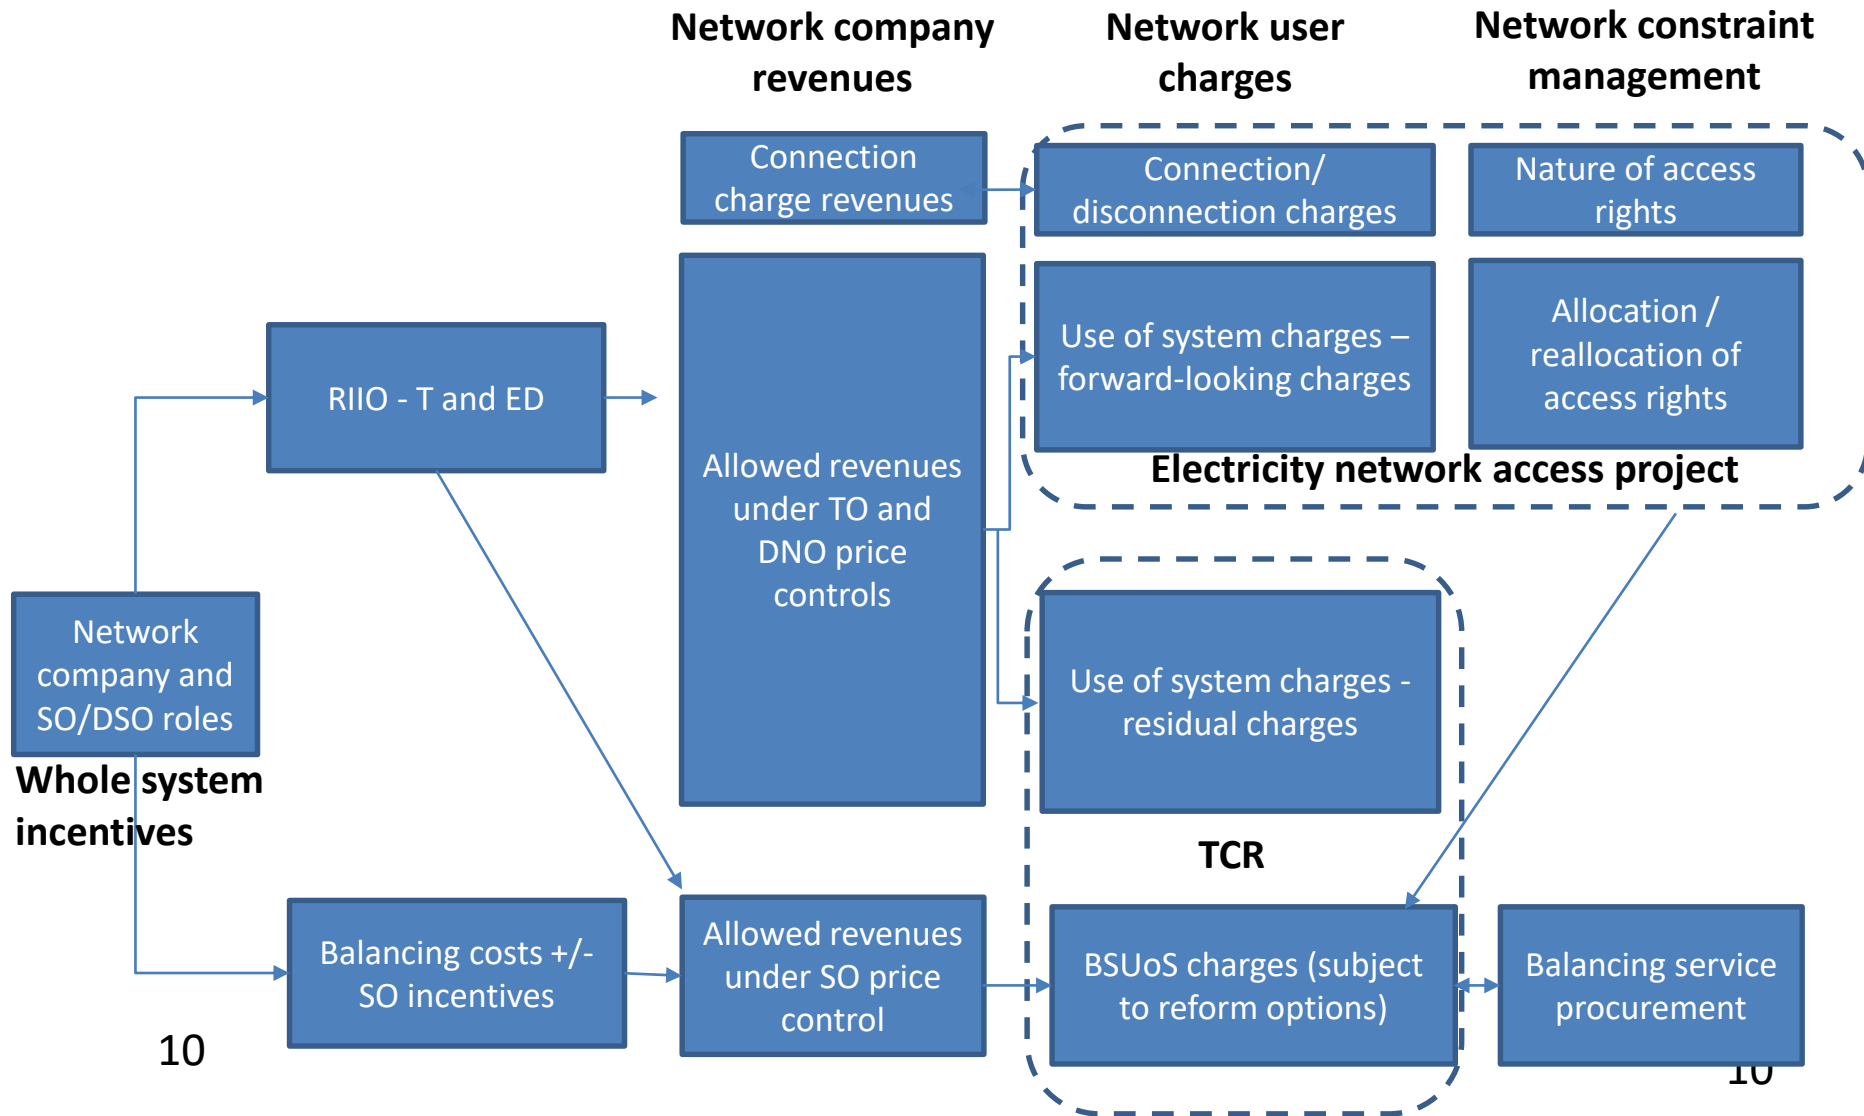 Network company
revenues
Network user
charges
Network constraint
management
Connection
charge revenues
Connection/
disconnection charges
Nature of access
rights
RIIO - T and ED
Allowed revenues
under TO and
DNO price
controls
Use of system charges –
forward-looking charges
Allocation /
reallocation of
access rights
Electricity network access project
Network
company and
SO/DSO roles
Whole system
incentives
Use of system charges -
residual charges
TCR
Balancing costs +/-
SO incentives
Allowed revenues
under SO price
control
BSUoS charges (subject
to reform options)
Balancing service
procurement
10
10